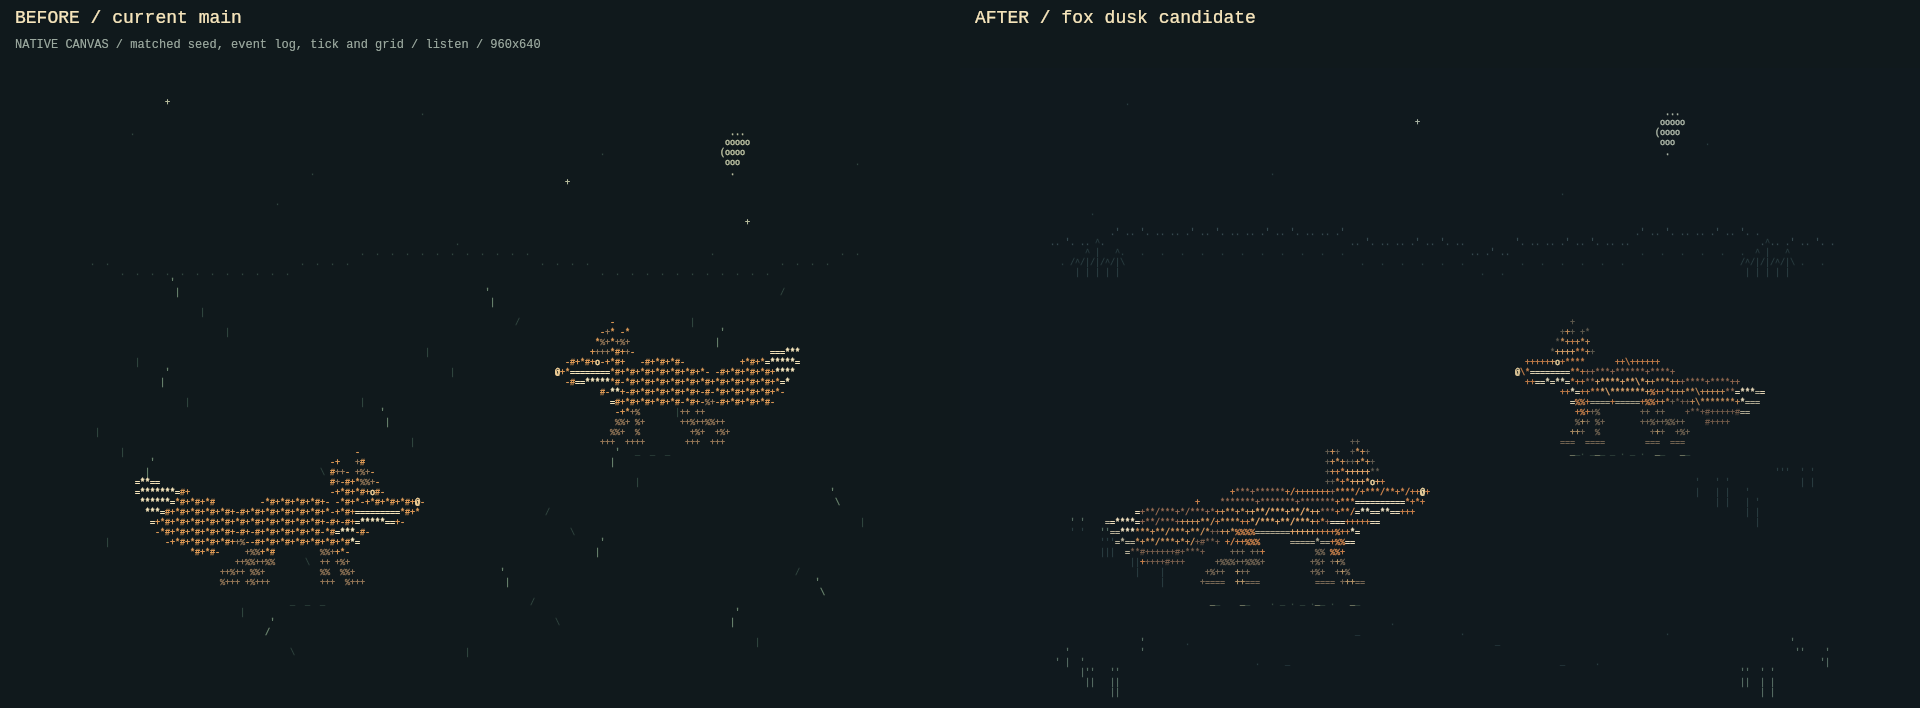 BEFORE / current main
AFTER / fox dusk candidate
NATIVE CANVAS / matched seed, event log, tick and grid / listen / 960x640